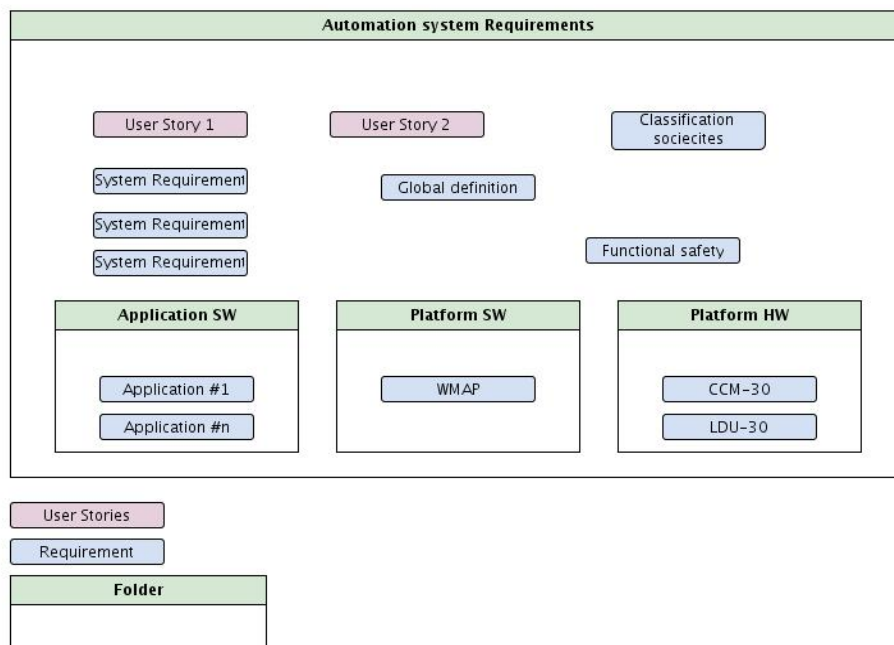 Automation system Requirements
User Story 1
User Story 2
Classification
sociecites
System Requirement
Global definition
System Requirement
Functional safety
System Requirement
Application SW
Platform SW
Platform HW
Application #1
WMAP
CCM-30
Application #n
LDU-30
User Stories
Requirement
Folder